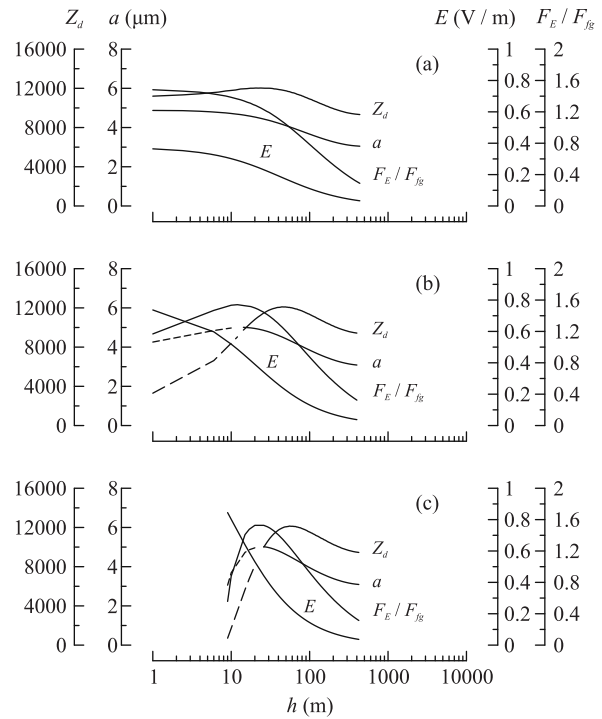 Z_d a (μm) E (V / m) F_E / F_fg
16000 8 (a) 1 2
12000 6 0.8 1.6
8000 4 0.6 1.2
4000 2 0.4 0.8
0 0 0.2 0.4
0 0
Z_d
a
E
F_E / F_fg
16000 8 (b) 1 2
12000 6 0.8 1.6
8000 4 0.6 1.2
4000 2 0.4 0.8
0 0 0.2 0.4
0 0
Z_d
a
E
F_E / F_fg
16000 8 (c) 1 2
12000 6 0.8 1.6
8000 4 0.6 1.2
4000 2 0.4 0.8
0 0 0.2 0.4
0 0
Z_d
a
E
F_E / F_fg
1 10 100 1000 10000
h (m)